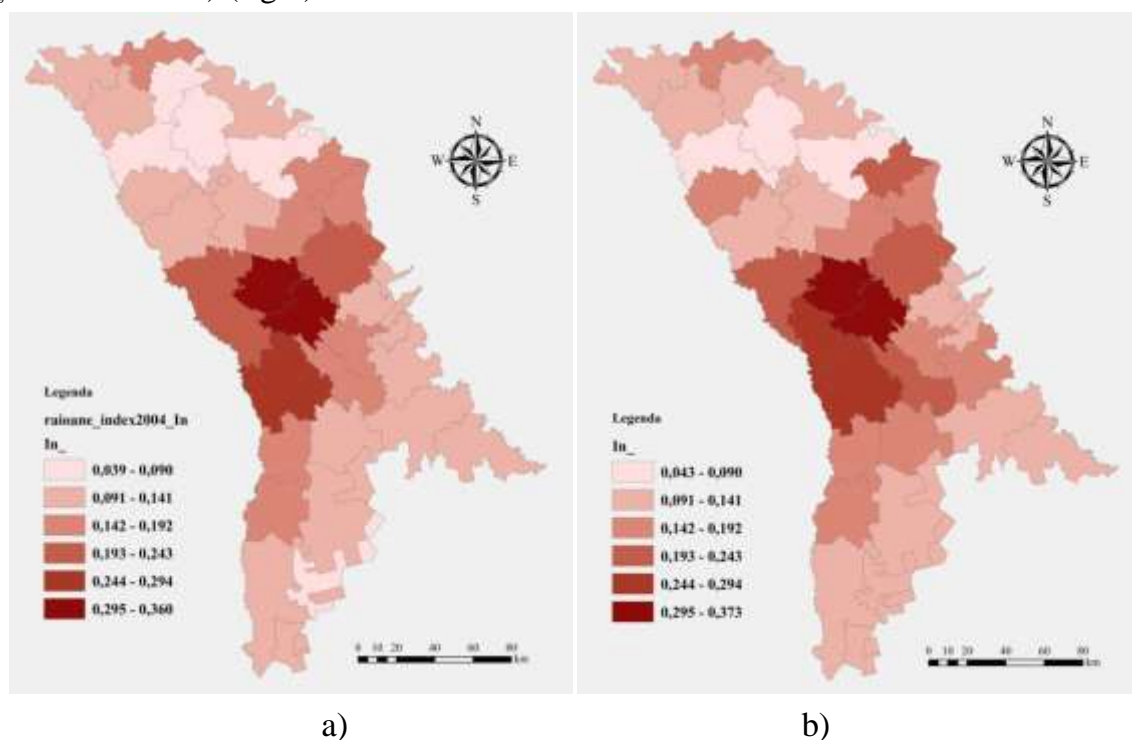 N
W E
S
Legenda
In_
0,039 - 0,090
0,091 - 0,141
0,142 - 0,192
0,193 - 0,243
0,244 - 0,294
0,295 - 0,360
0 10 20 40 60 80
km
a)
N
W E
S
Legenda
In_
0,043 - 0,090
0,091 - 0,141
0,142 - 0,192
0,193 - 0,243
0,244 - 0,294
0,295 - 0,373
0 10 20 40 60 80
km
b)